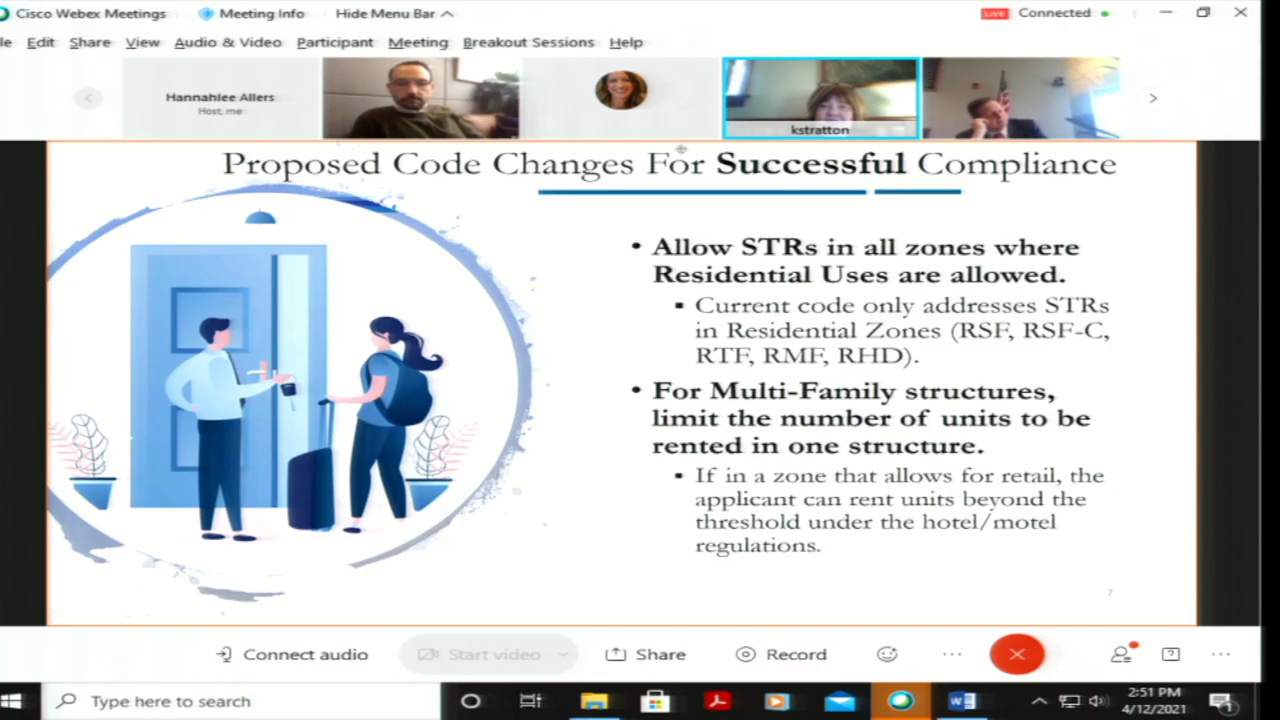 Cisco Webex Meetings
Meeting Info
Hide Menu Bar
LIVE
Connected
le Edit Share View Audio & Video Participant Meeting Breakout Sessions Help
Hannahlee Allers
Host, me
kstratton
Proposed Code Changes For Successful Compliance
• Allow STRs in all zones where
Residential Uses are allowed.
▪ Current code only addresses STRs
in Residential Zones (RSF, RSF-C,
RTF, RMF, RHD).
• For Multi-Family structures,
limit the number of units to be
rented in one structure.
▪ If in a zone that allows for retail, the
applicant can rent units beyond the
threshold under the hotel/motel
regulations.
7
Connect audio
Start video
Share
Record
Type here to search
2:51 PM
4/12/2021
1